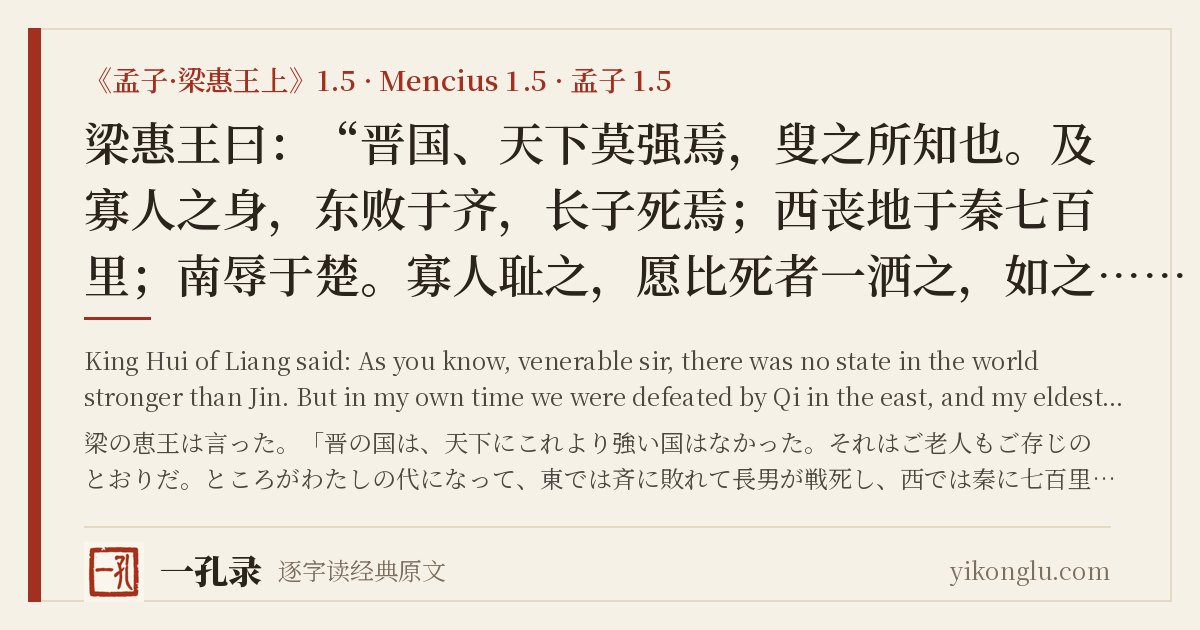 《孟子·梁惠王上》1.5 · Mencius 1.5 · 孟子 1.5
梁惠王曰：“晋国、天下莫强焉，叟之所知也。及
寡人之身，东败于齐，长子死焉；西丧地于秦七百
里；南辱于楚。寡人耻之，愿比死者一洒之，如之……
King Hui of Liang said: As you know, venerable sir, there was no state in the world
stronger than Jin. But in my own time we were defeated by Qi in the east, and my eldest...
梁の恵王は言った。「晋の国は、天下にこれより強い国はなかった。それはご老人もご存じの
とおりだ。ところがわたしの代になって、東では斉に敗れて長男が戦死し、西では秦に七百里…
一孔
一孔录 逐字读经典原文 yikonglu.com